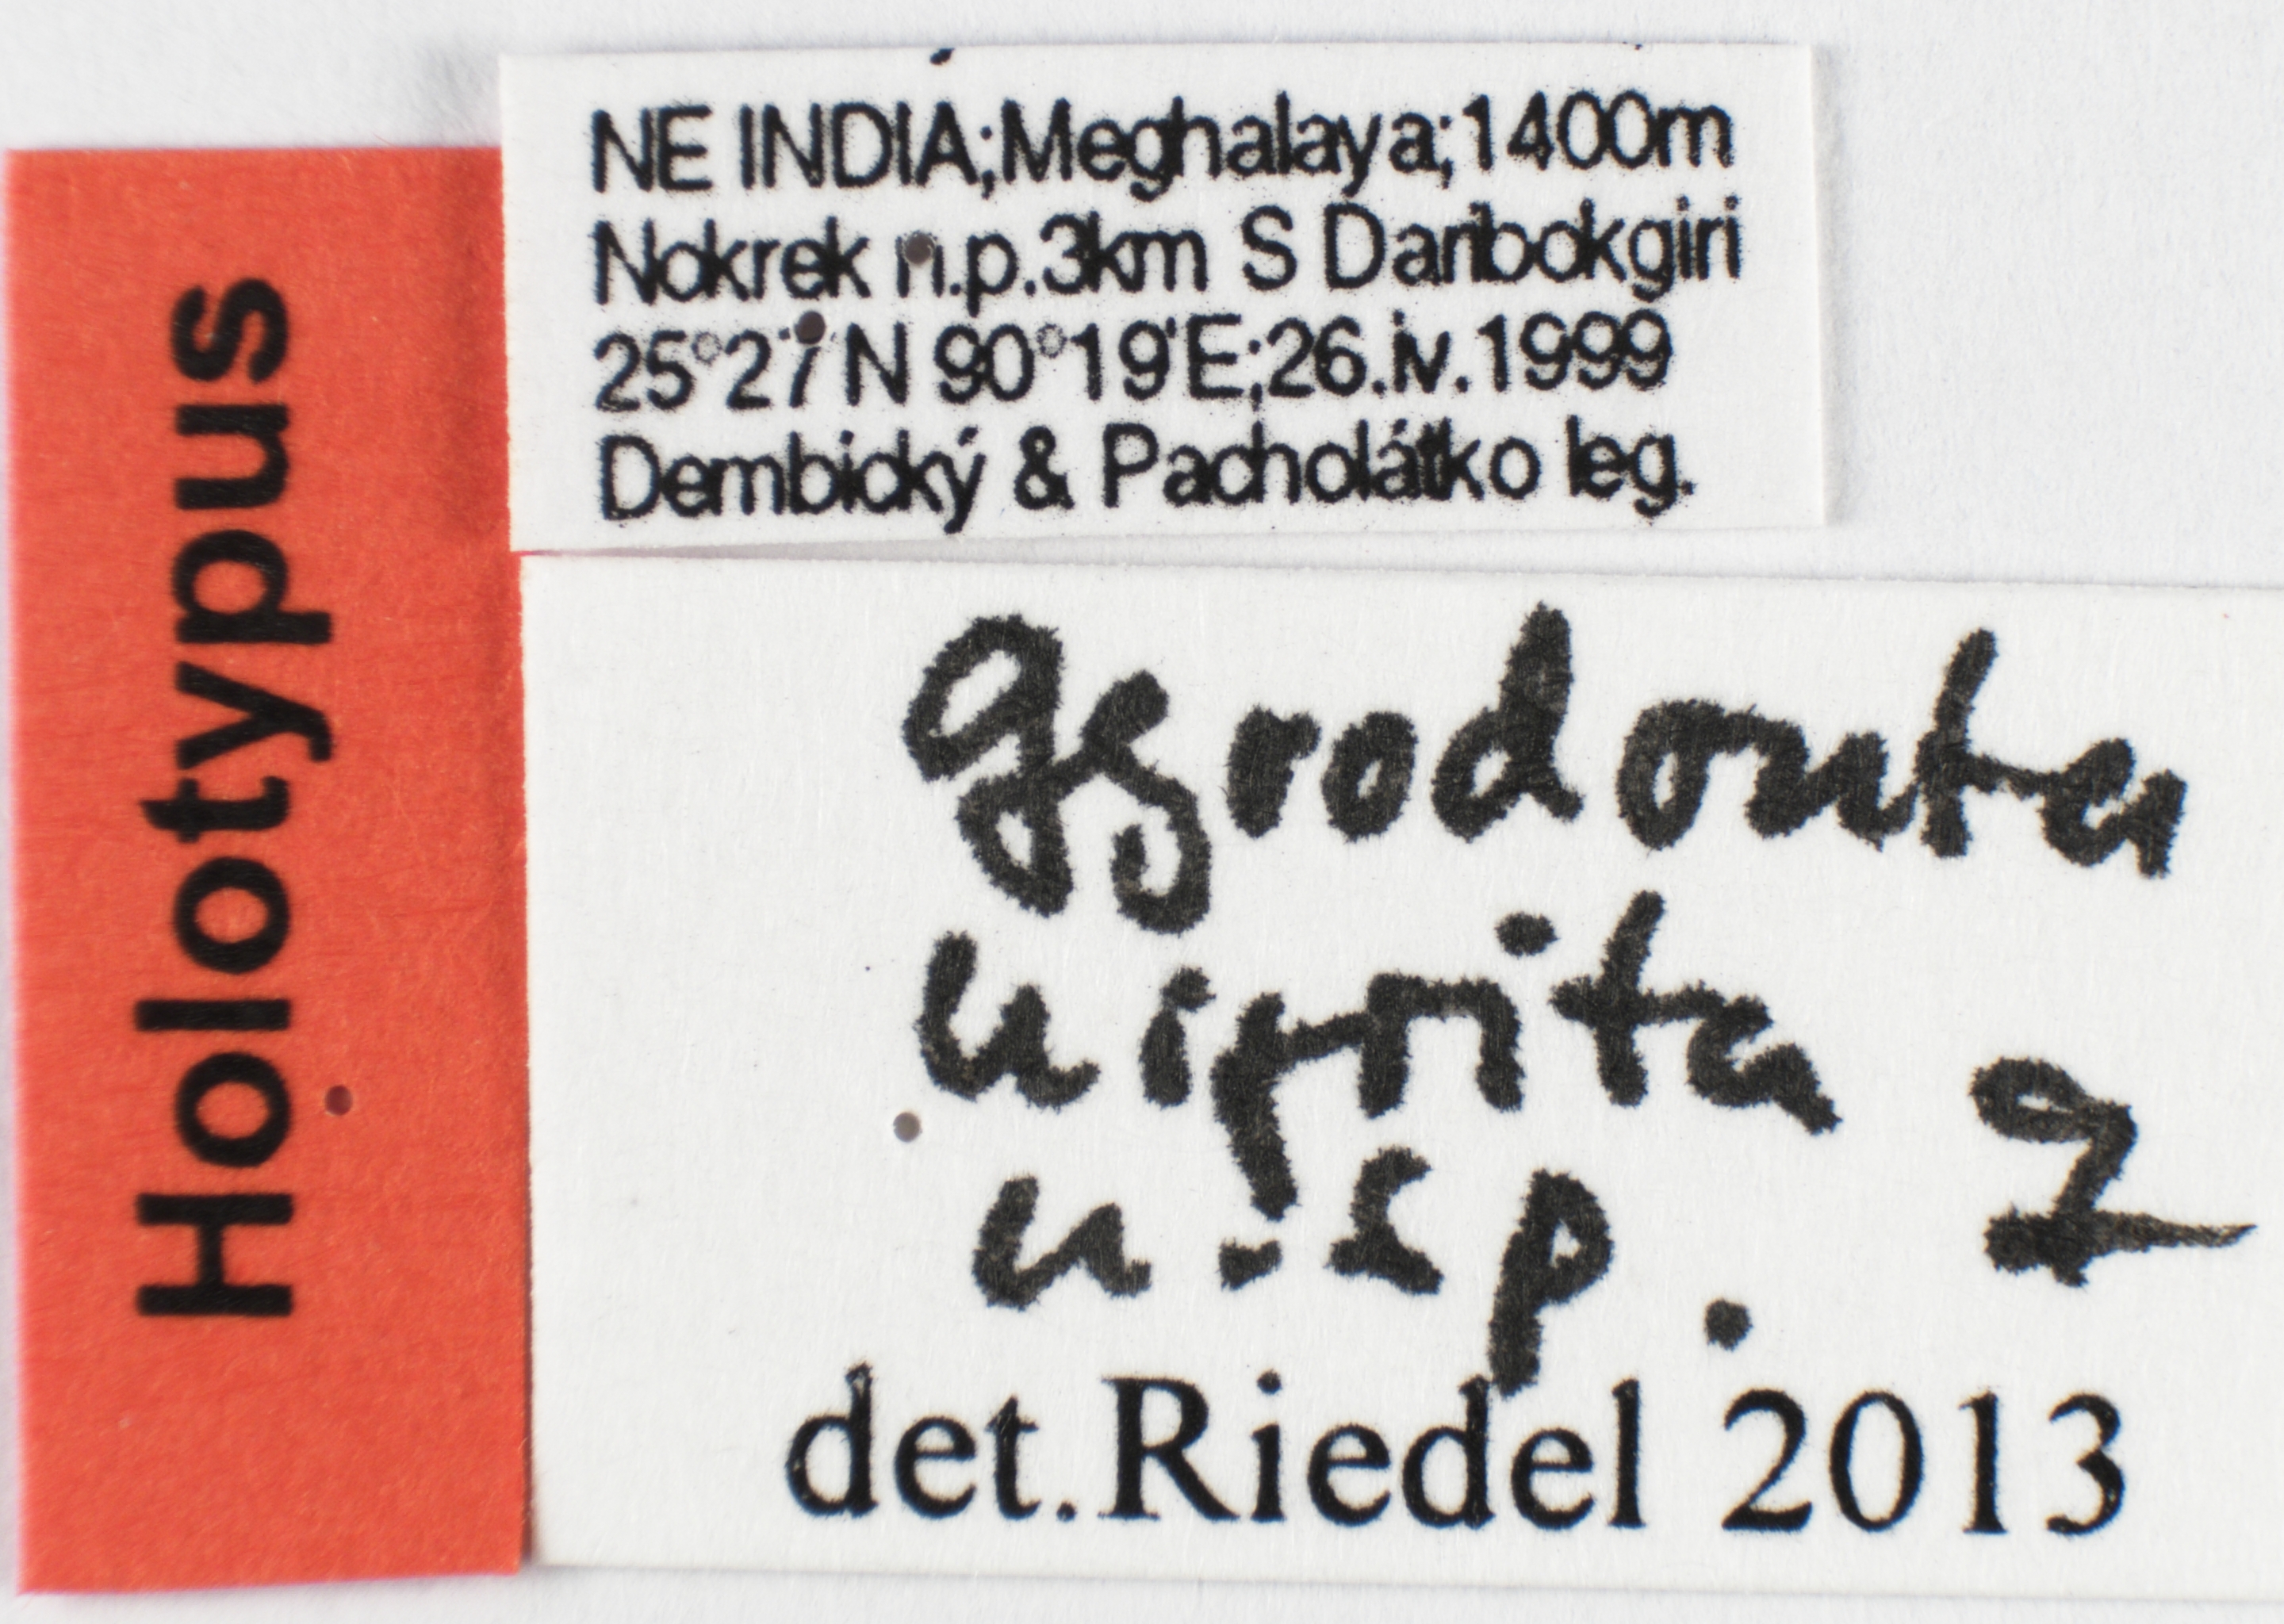 Holotypus
NE INDIA;Meghalaya;1400m
Nokrek n.p.3km S Daribokgiri
25°27'N 90°19'E;26.iv.1999
Dembický & Pacholátko leg.
Gyrodonta
nigrita ♀
n. sp.
det.Riedel 2013